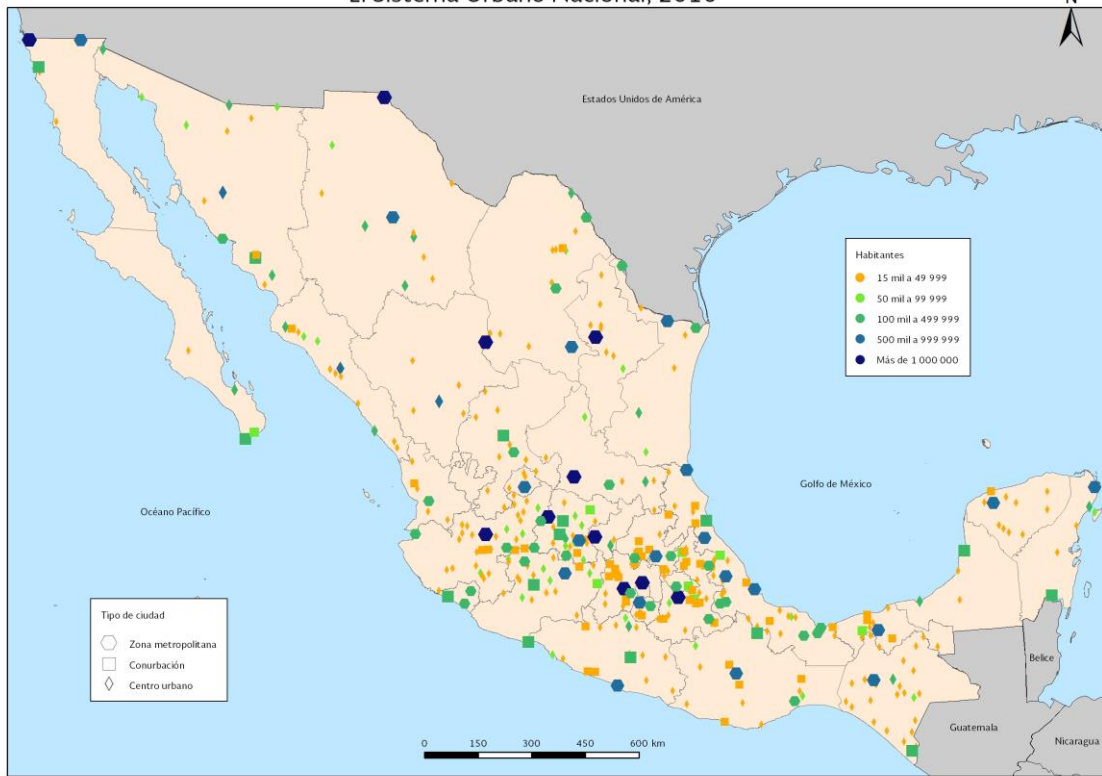 El Sistema Urbano Nacional, 2010
N
Estados Unidos de América
Habitantes
15 mil a 49 999
50 mil a 99 999
100 mil a 499 999
500 mil a 999 999
Más de 1 000 000
Golfo de México
Océano Pacífico
Tipo de ciudad
Zona metropolitana
Conurbación
Centro urbano
Belice
Guatemala
Nicaragua
0 150 300 450 600 km